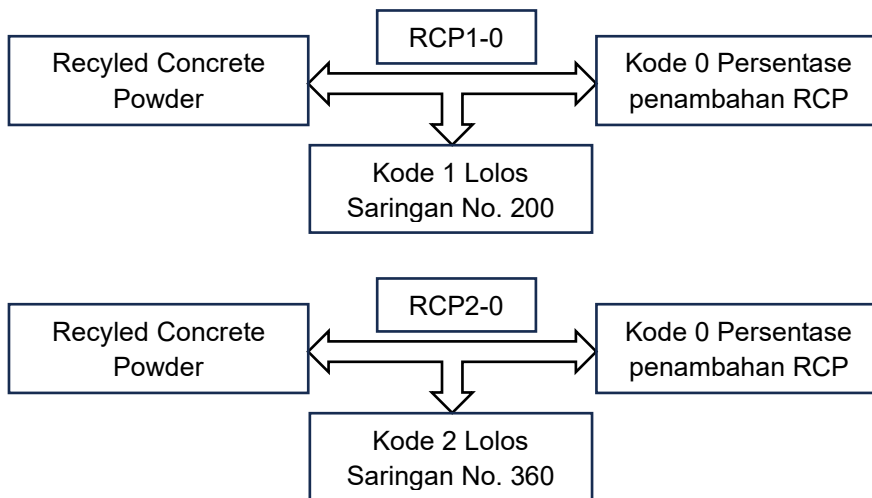 RCP1-0
Recyled Concrete
Powder
Kode 0 Persentase
penambahan RCP
Kode 1 Lolos
Saringan No. 200
RCP2-0
Recyled Concrete
Powder
Kode 0 Persentase
penambahan RCP
Kode 2 Lolos
Saringan No. 360